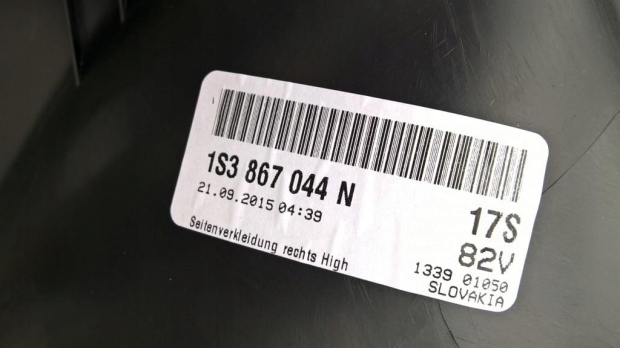 1S3 867 044 N
21.09.2015 04:39
Seitenverkleidung rechts High
17S
82V
1339 01050
SLOVAKIA